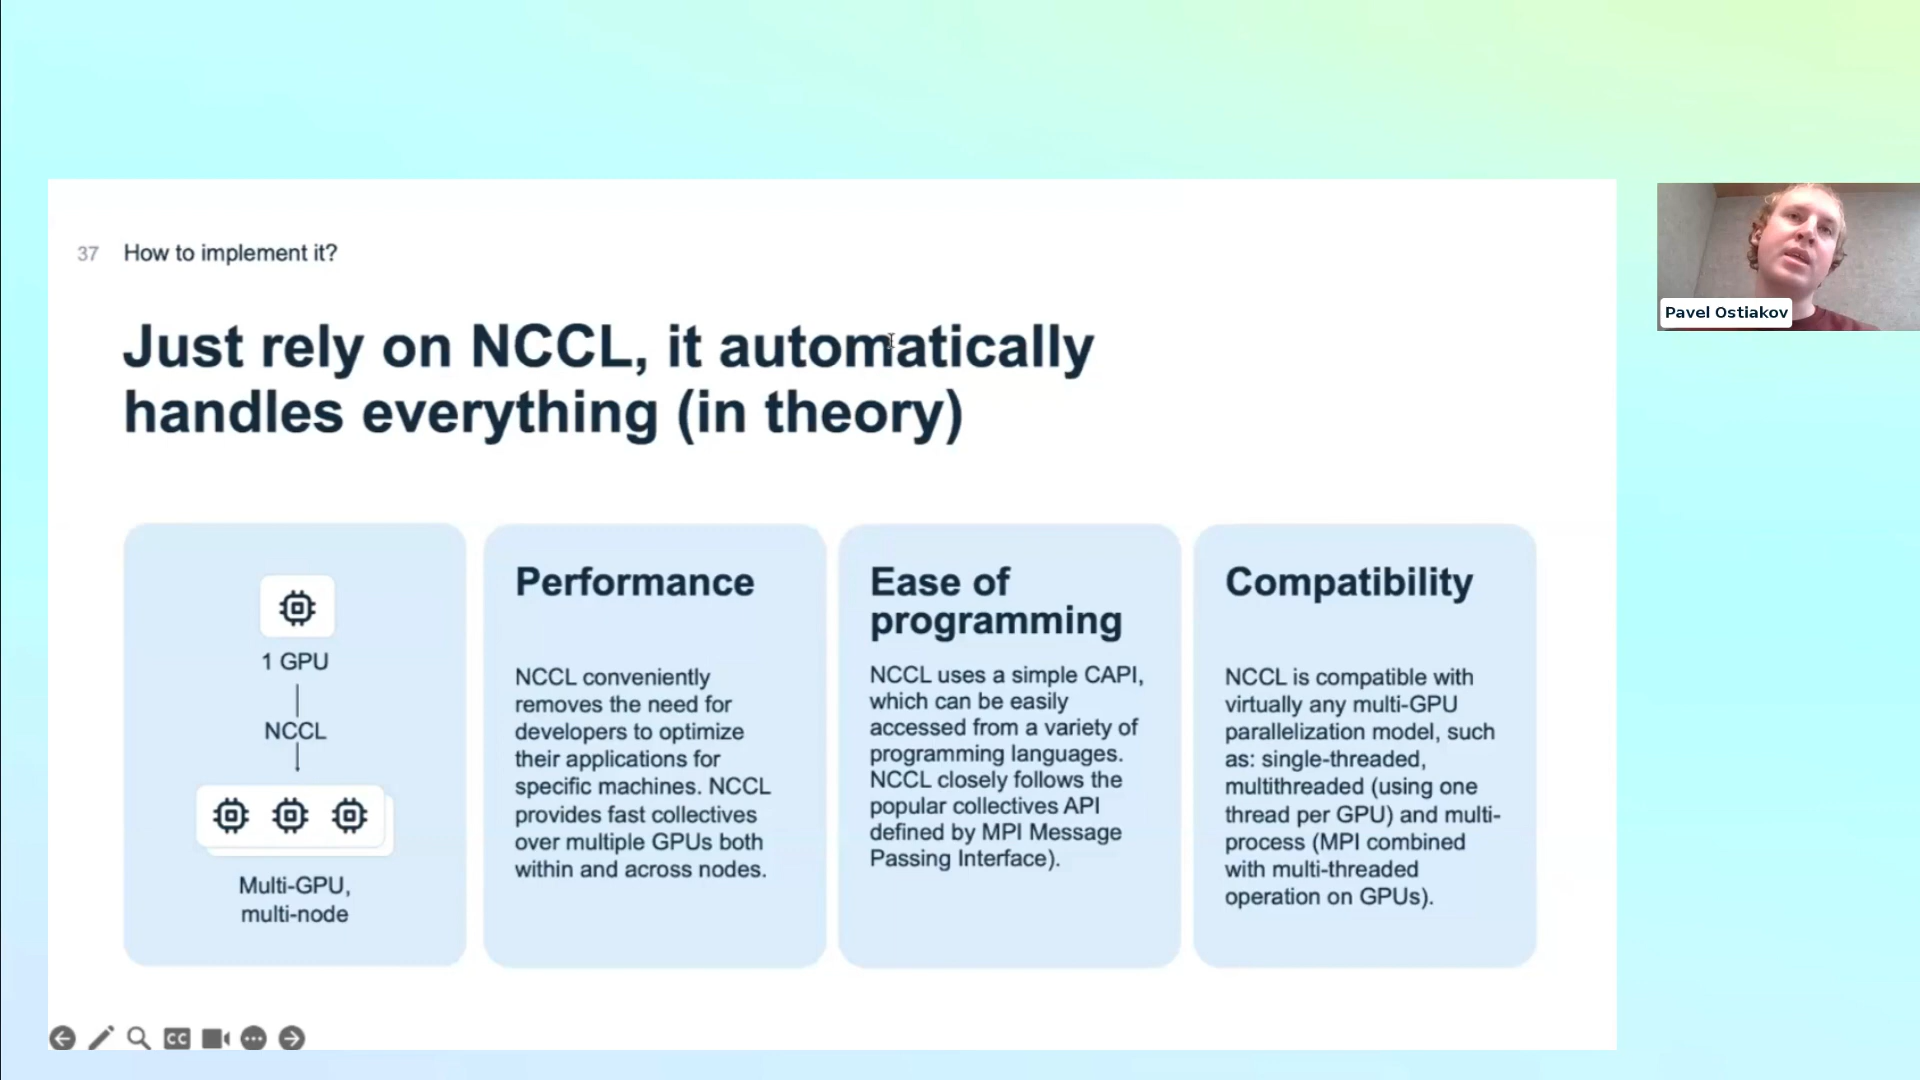 37 How to implement it?
Just rely on NCCL, it automatically
handles everything (in theory)
1 GPU
NCCL
Multi-GPU,
multi-node
Performance
NCCL conveniently
removes the need for
developers to optimize
their applications for
specific machines. NCCL
provides fast collectives
over multiple GPUs both
within and across nodes.
Ease of
programming
NCCL uses a simple CAPI,
which can be easily
accessed from a variety of
programming languages.
NCCL closely follows the
popular collectives API
defined by MPI Message
Passing Interface).
Compatibility
NCCL is compatible with
virtually any multi-GPU
parallelization model, such
as: single-threaded,
multithreaded (using one
thread per GPU) and multi-
process (MPI combined
with multi-threaded
operation on GPUs).
CC
Pavel Ostiakov